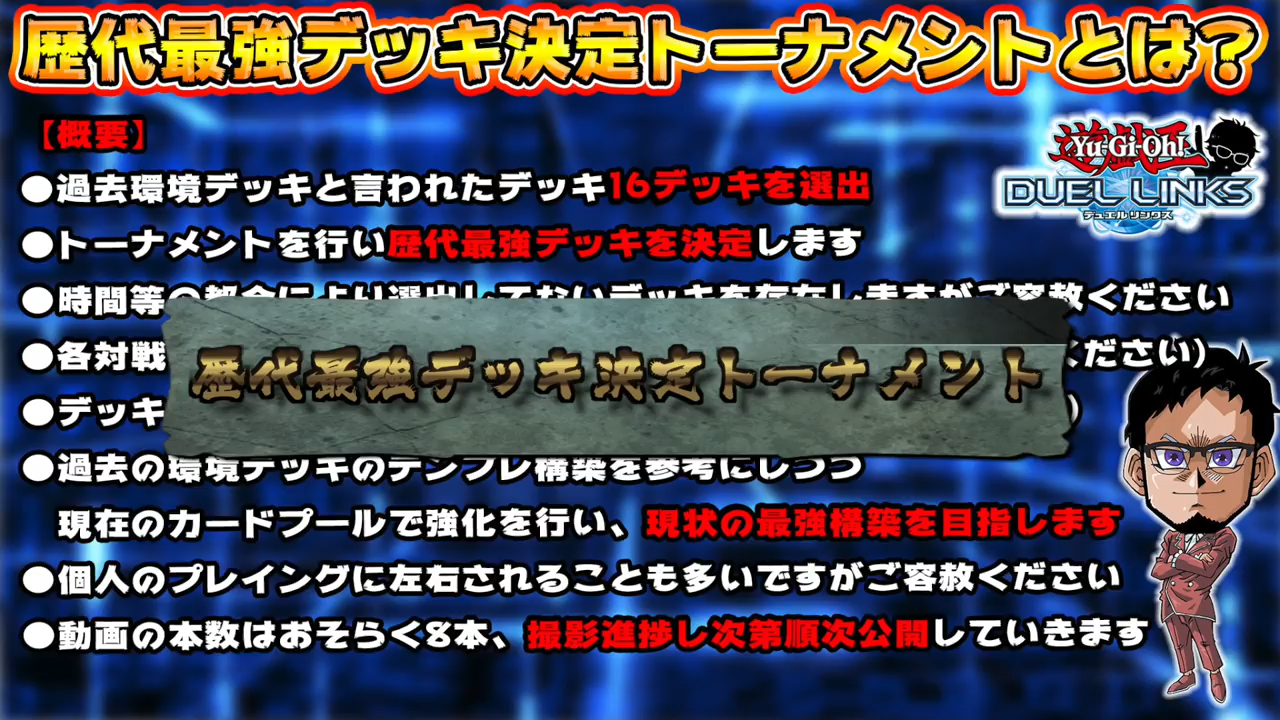 歴代最強デッキ決定トーナメントとは?
【概要】
遊戯王
Yu-Gi-Oh!
DUEL LINKS
デュエルリンクス
●過去環境デッキと言われたデッキ16デッキを選出
●トーナメントを行い歴代最強デッキを決定します
●時間等の都合により選出してないデッキを存在しますがご容赦ください
●各対戦
ください)
●デッキ
)
歴代最強デッキ決定トーナメント
●過去の環境デッキのテンプレ構築を参考にしつつ
現在のカードプールで強化を行い、現状の最強構築を目指します
●個人のプレイングに左右されることも多いですがご容赦ください
●動画の本数はおそらく8本、撮影進捗し次第順次公開していきます